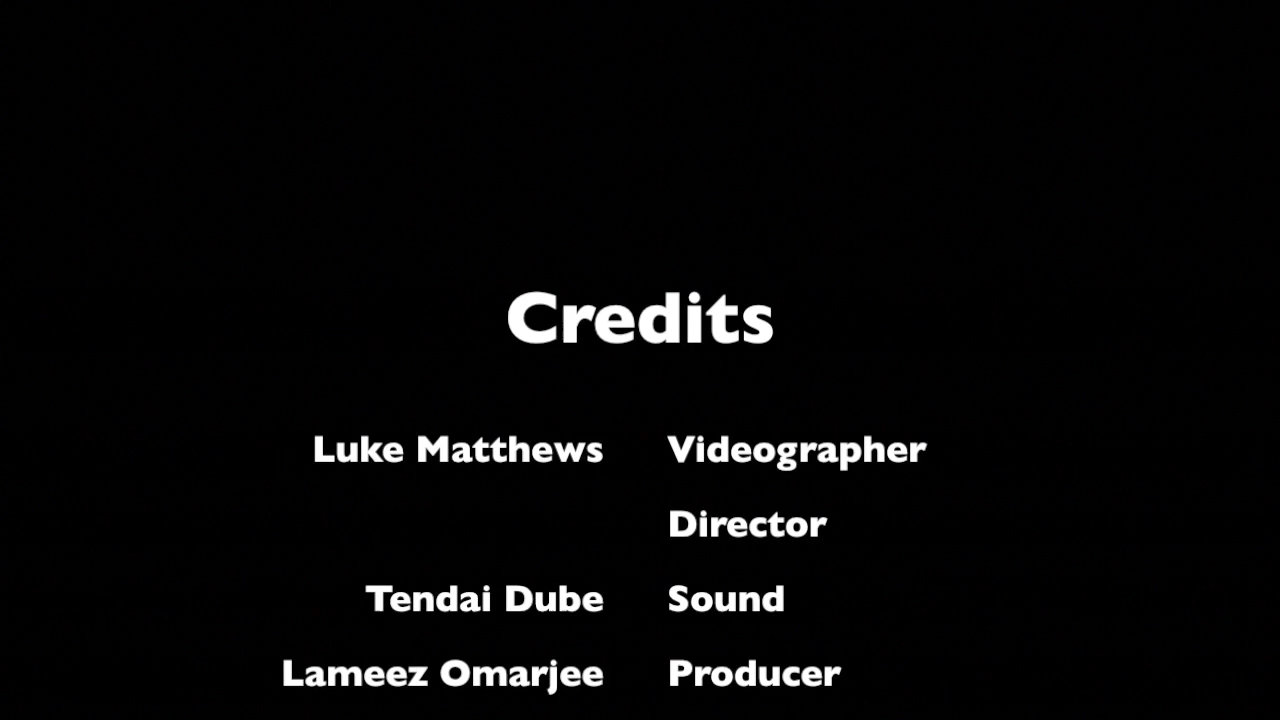 Credits
Luke Matthews Videographer
Director
Tendai Dube Sound
Lameez Omarjee Producer